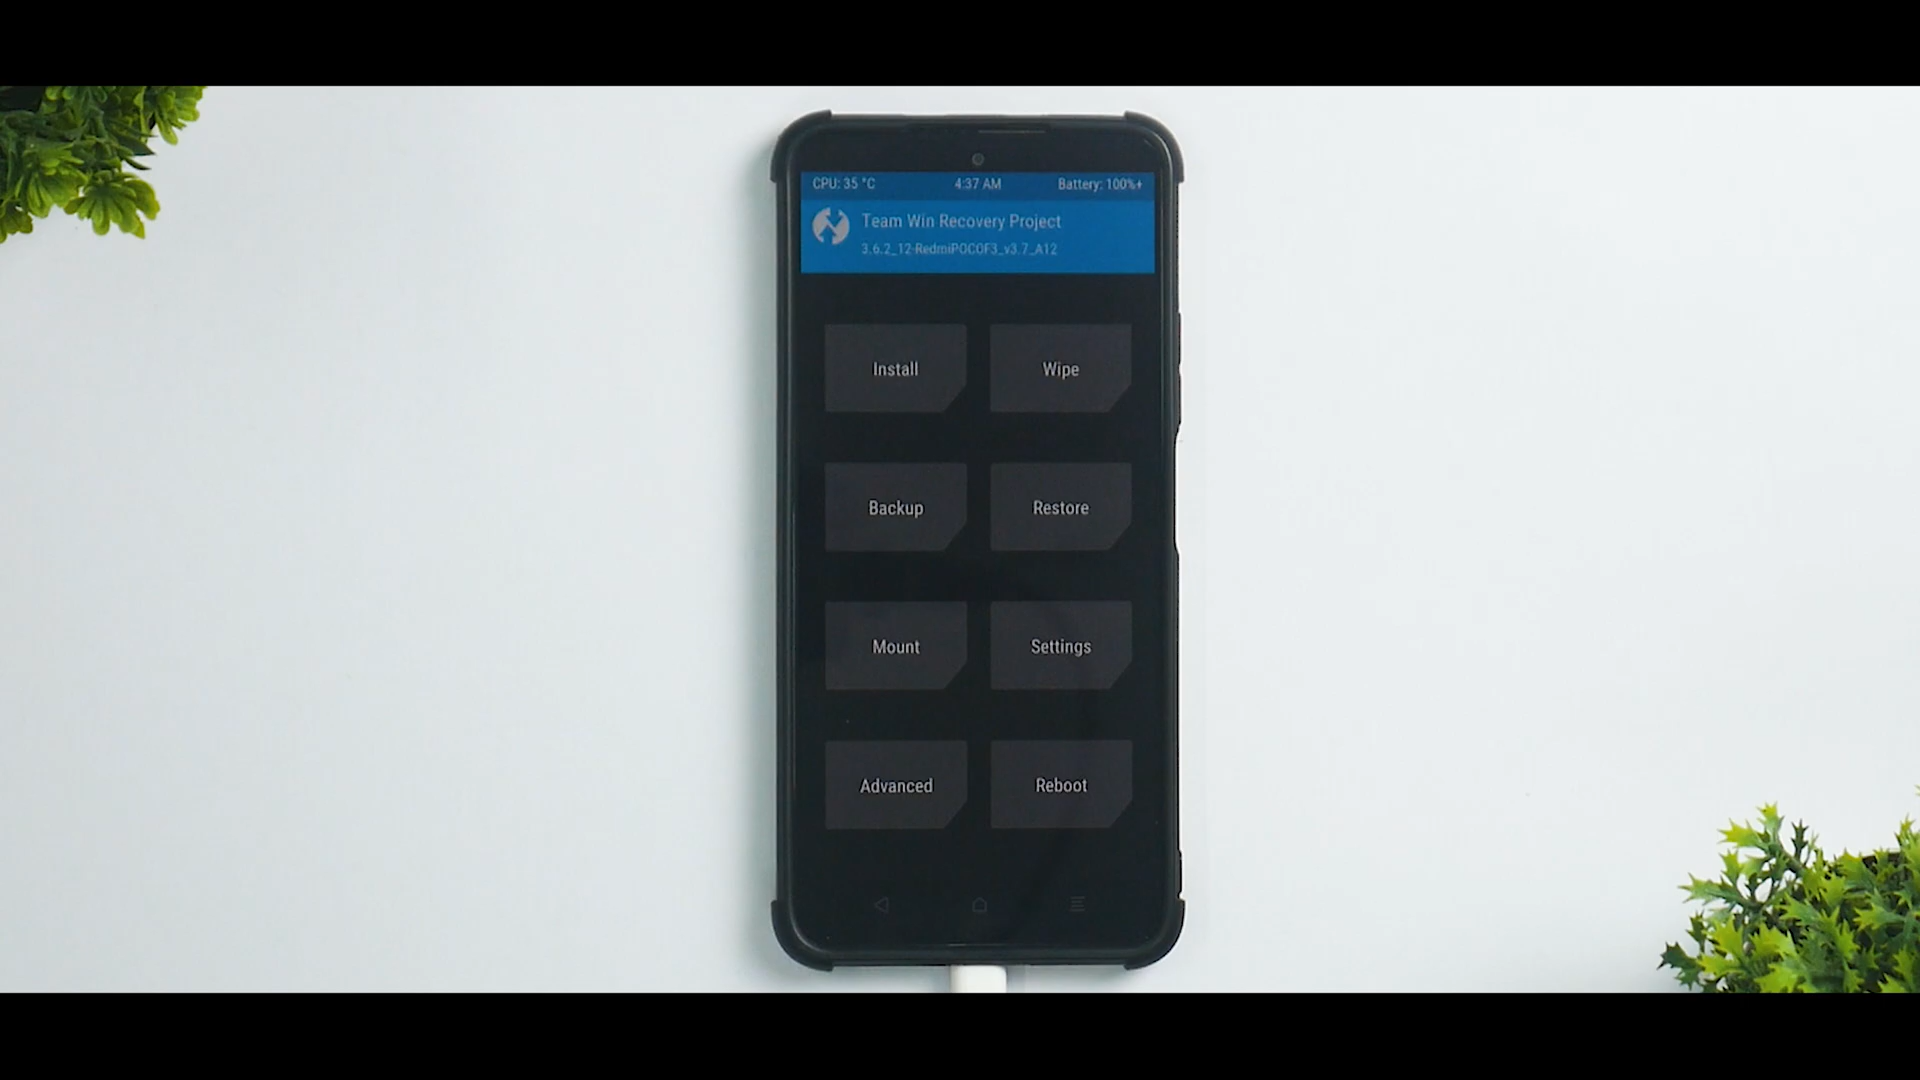 CPU: 35 °C 4:37 AM Battery: 100%+
Team Win Recovery Project
3.6.2_12-RedmiPOCOF3_v3.7_A12
Install Wipe
Backup Restore
Mount Settings
Advanced Reboot